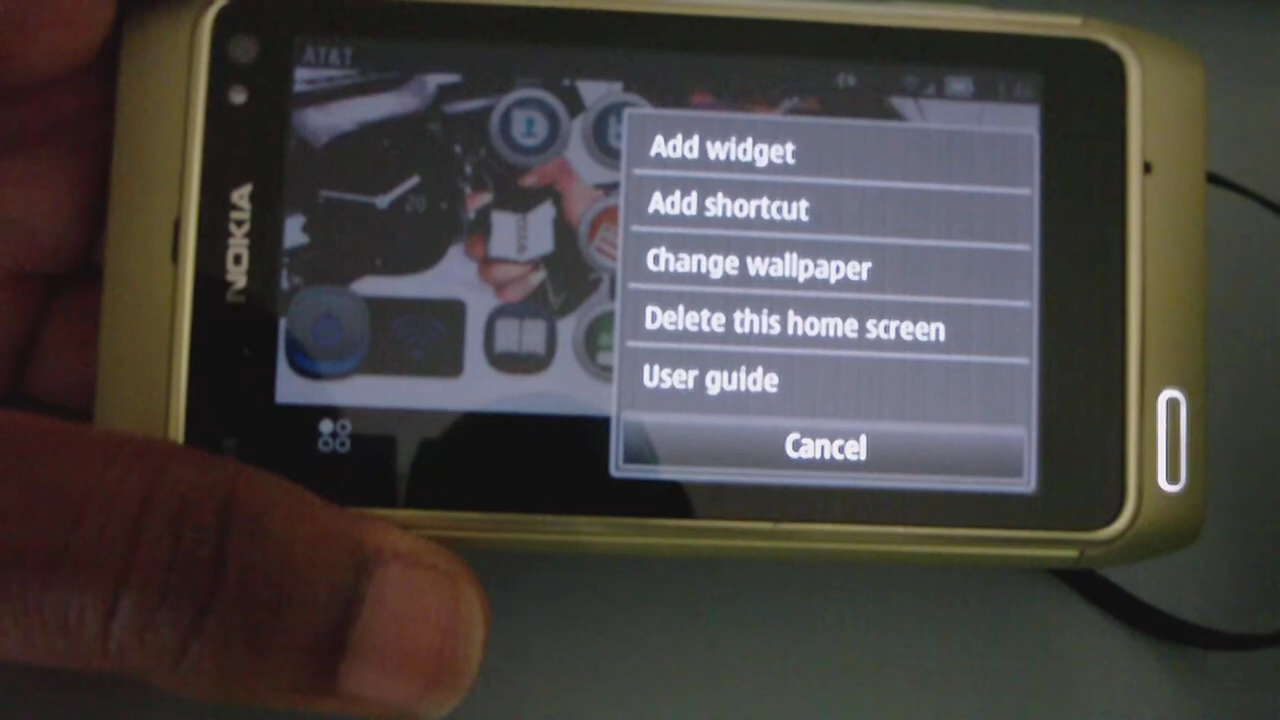 AT&T
NOKIA
Add widget
Add shortcut
Change wallpaper
Delete this home screen
User guide
Cancel